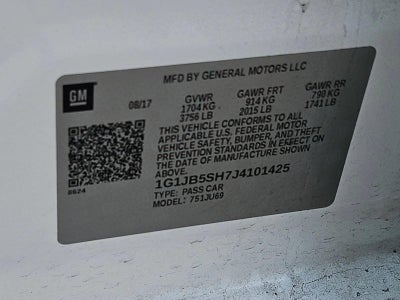 MFD BY GENERAL MOTORS LLC
GM
08/17 GVWR GAWR FRT GAWR RR
1704 KG 914 KG 790 KG
3756 LB 2015 LB 1741 LB
THIS VEHICLE CONFORMS TO ALL
APPLICABLE U.S. FEDERAL MOTOR
VEHICLE SAFETY, BUMPER, AND THEFT
PREVENTION STANDARDS IN EFFECT ON
THE DATE OF MANUFACTURE SHOWN
ABOVE.
1G1JB5SH7J4101425
TYPE: PASS CAR
MODEL: 751JU69
8624